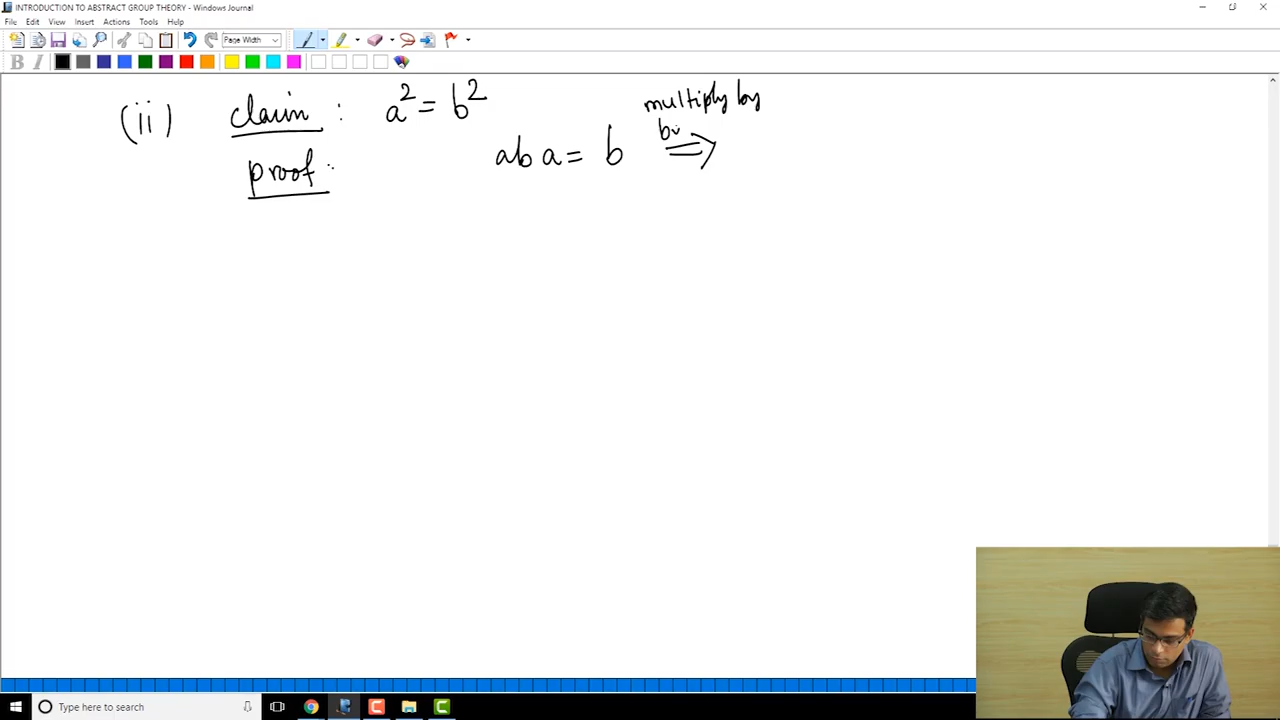 INTRODUCTION TO ABSTRACT GROUP THEORY - Windows Journal
File Edit View Insert Actions Tools Help
Page Width
B I
(ii) claim : a² = b²
multiply by
b
proof : aba = b ⇒
Type here to search